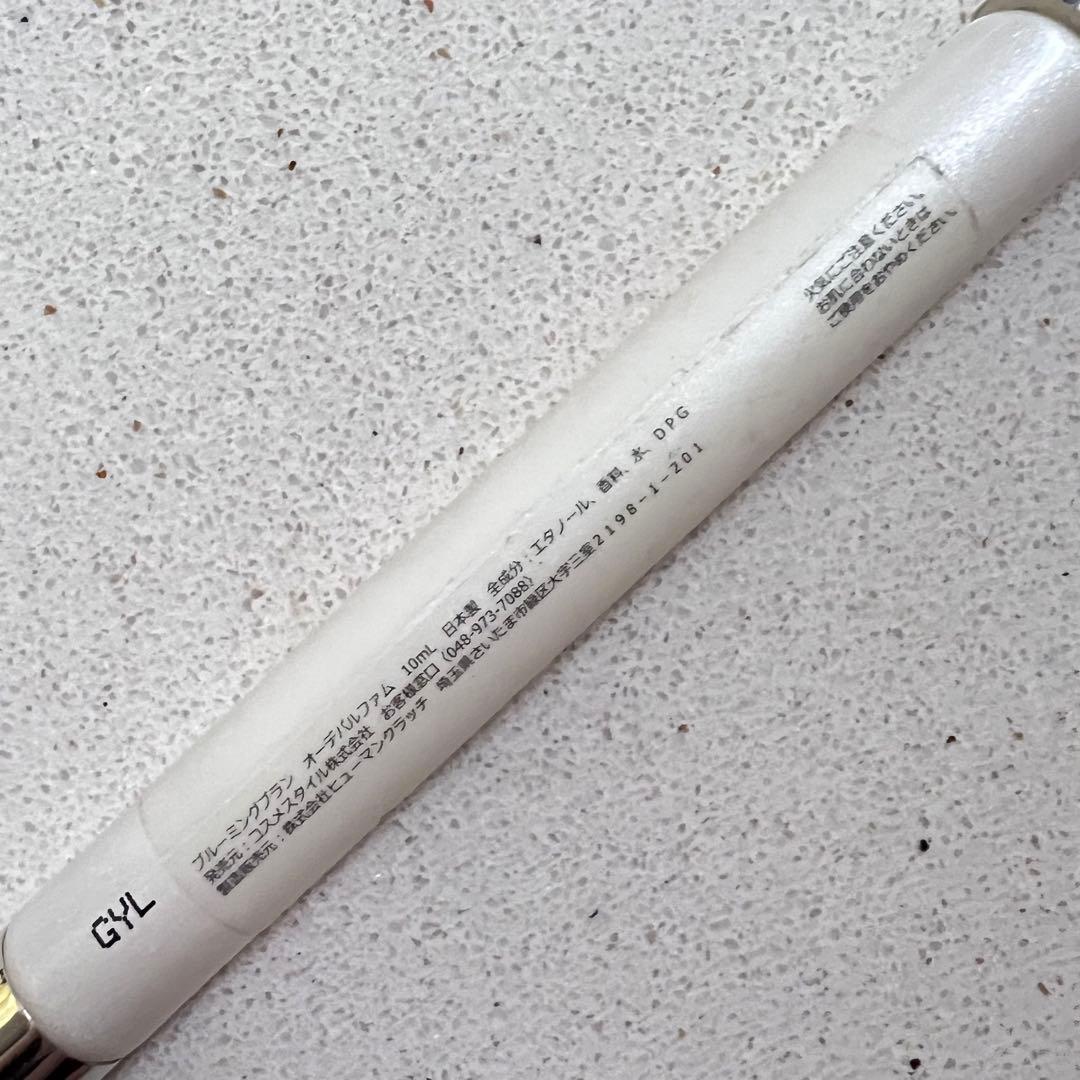 火気にご注意ください
お肌に合わないときは
ご使用をおやめください
ブルーミングブラン　オーデパルファム　10mL　日本製　全成分：エタノール、香料、水、DPG
発売元：コスメスタイル株式会社　お客様窓口（048-973-7088）
製造販売元：株式会社ヒューマンクラッチ　埼玉県さいたま市緑区大字三室2198-1-201
GYL